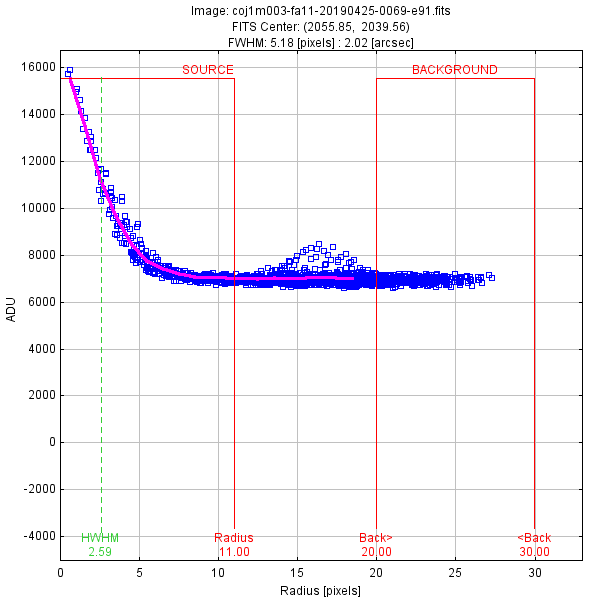 Image: coj1m003-fa11-20190425-0069-e91.fits
FITS Center: (2055.85, 2039.56)
FWHM: 5.18 [pixels] : 2.02 [arcsec]
SOURCE
BACKGROUND
16000
14000
12000
10000
8000
6000
4000
2000
0
-2000
-4000
ADU
HWHM
2.59
Radius
11.00
Back>
20.00
<Back
30.00
0 5 10 15 20 25 30
Radius [pixels]